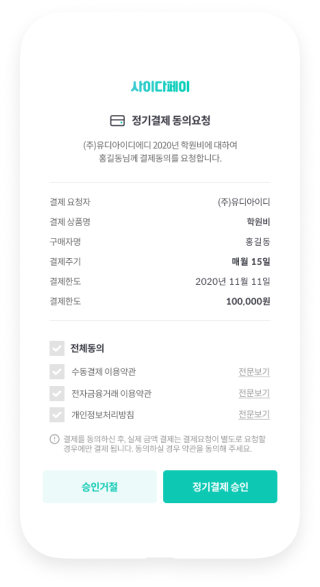 사이다페이
정기결제 동의요청
(주)유디아이디에디 2020년 학원비에 대하여
홍길동님께 결제동의를 요청합니다.
결제 요청자 (주)유디아이디
결제 상품명 학원비
구매자명 홍길동
결제주기 매월 15일
결제한도 2020년 11월 11일
결제한도 100,000원
전체동의
수동결제 이용약관 전문보기
전자금융거래 이용약관 전문보기
개인정보처리방침 전문보기
결제를 동의하신 후, 실제 금액 결제는 결제요청이 별도로 요청할
경우에만 결제 됩니다. 동의하실 경우 약관을 동의해 주세요.
승인거절 정기결제 승인